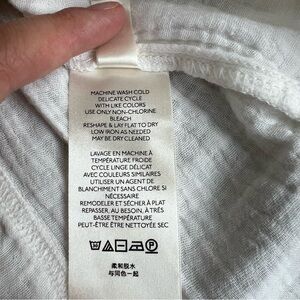 MACHINE WASH COLD
DELICATE CYCLE
WITH LIKE COLORS
USE ONLY NON-CHLORINE
BLEACH
RESHAPE & LAY FLAT TO DRY
LOW IRON AS NEEDED
MAY BE DRY CLEANED
LAVAGE EN MACHINE À
TEMPÉRATURE FROIDE
CYCLE LINGE DÉLICAT
AVEC COULEURS SIMILAIRES
UTILISER UN AGENT DE
BLANCHIMENT SANS CHLORE SI
NÉCESSAIRE
REMODELER ET SÉCHER À PLAT
REPASSER, AU BESOIN, À TRÈS
BASSE TEMPÉRATURE
PEUT-ÊTRE ÊTRE NETTOYÉE SEC
柔和脱水
与同色一起